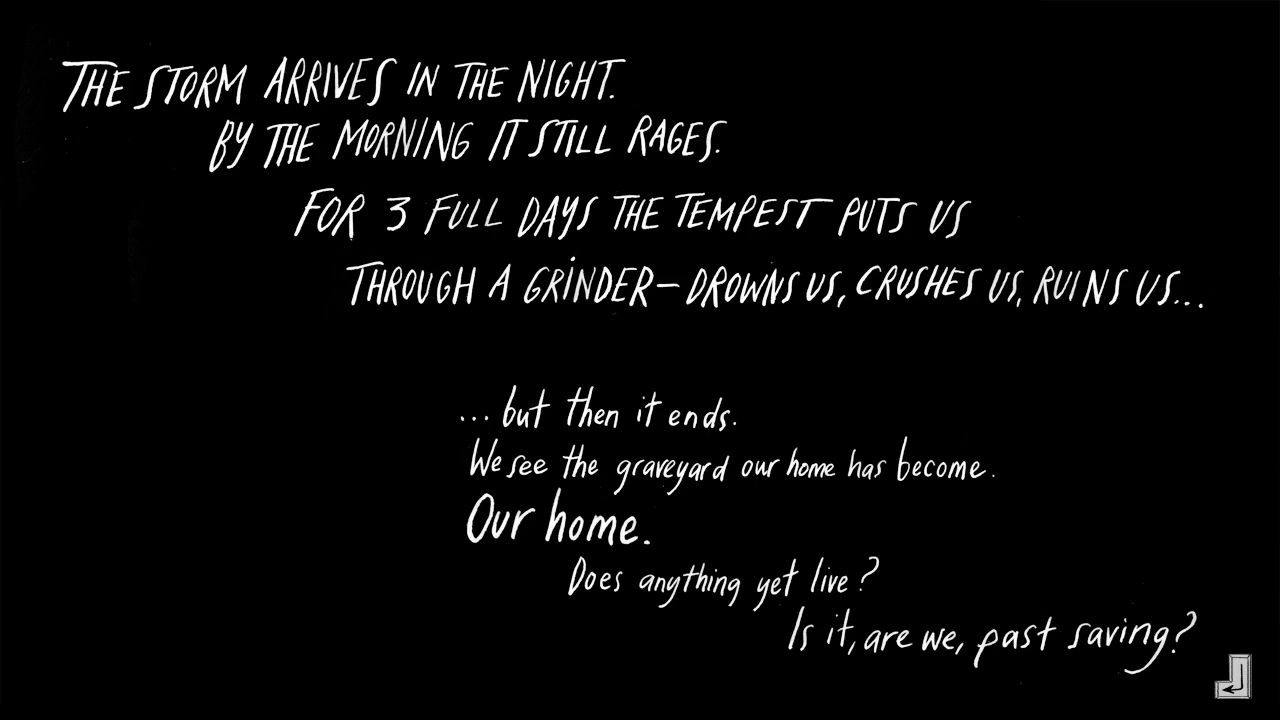 THE STORM ARRIVES IN THE NIGHT.
BY THE MORNING IT STILL RAGES.
FOR 3 FULL DAYS THE TEMPEST PUTS US
THROUGH A GRINDER—DROWNS US, CRUSHES US, RUINS US...
...but then it ends.
We see the graveyard our home has become.
Our home.
Does anything yet live?
Is it, are we, past saving?